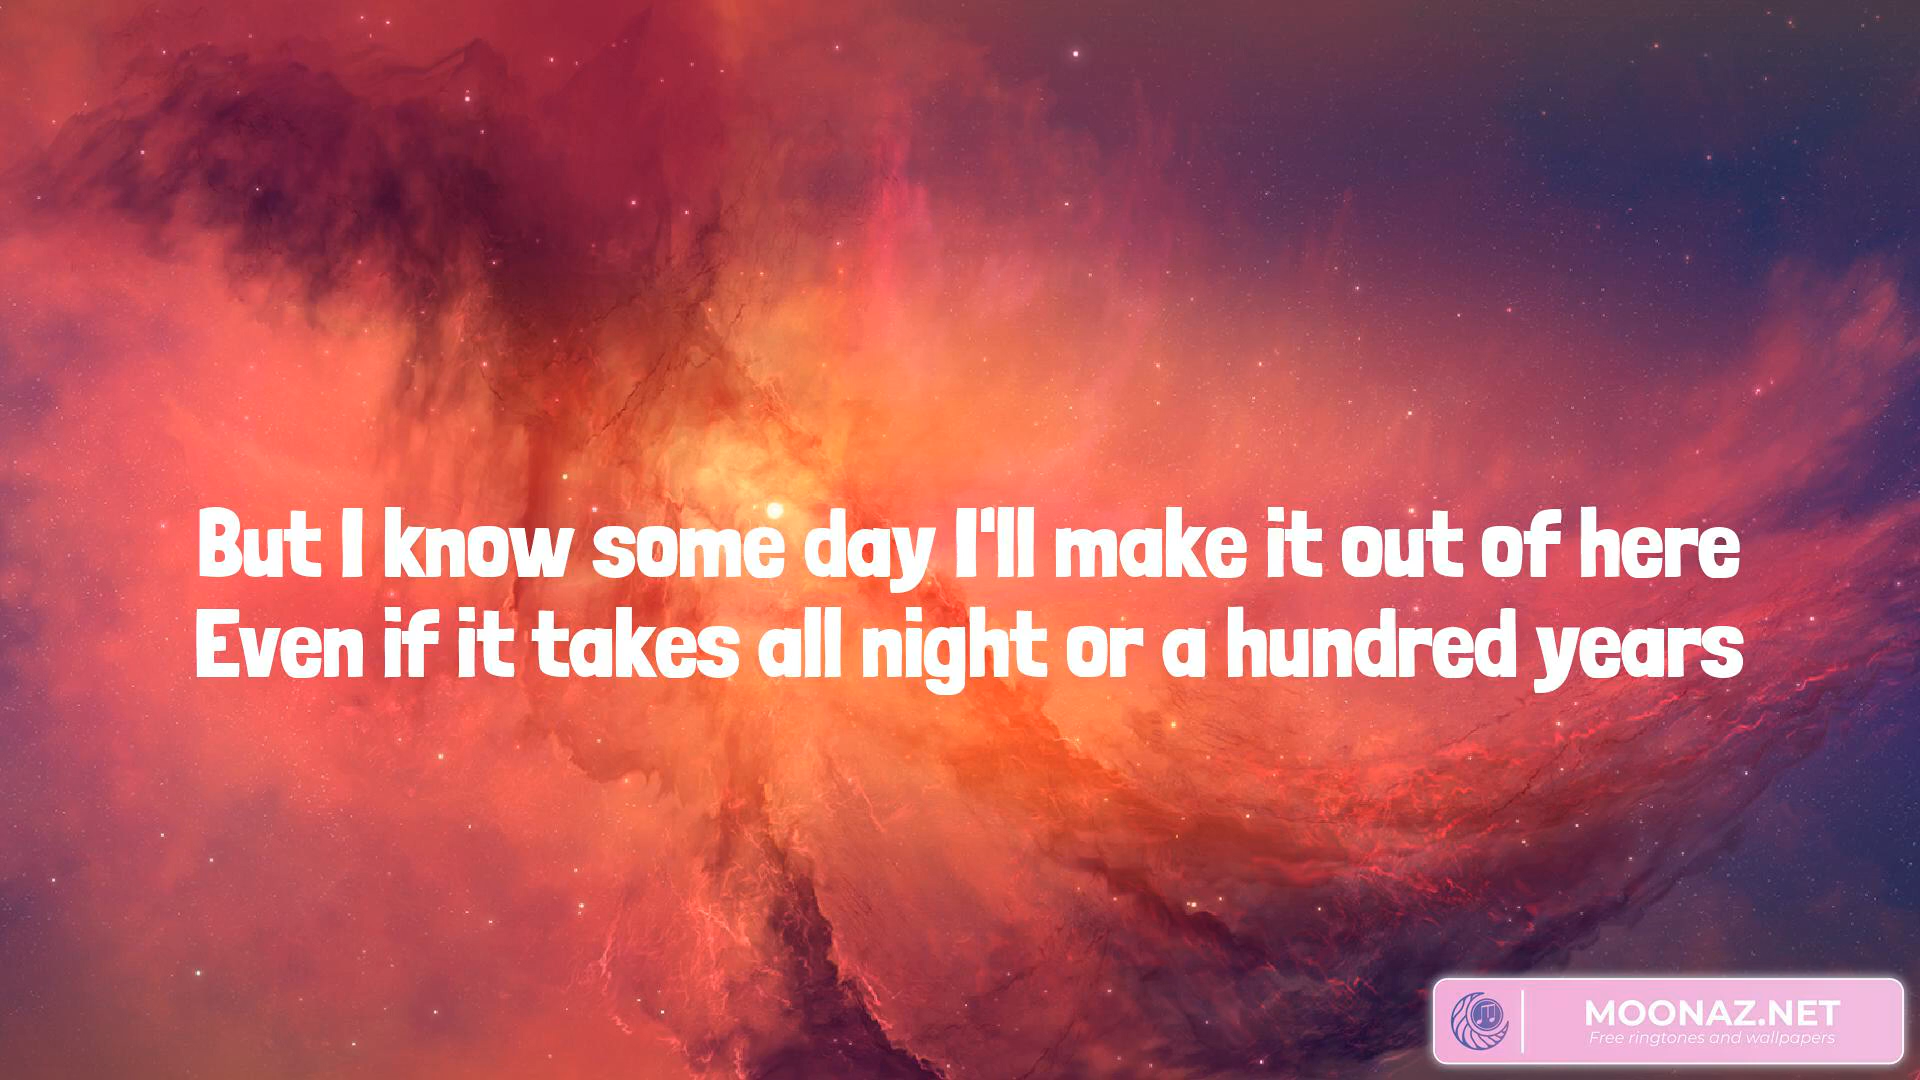 But I know some day I'll make it out of here
Even if it takes all night or a hundred years
MOONAZ.NET
Free ringtones and wallpapers